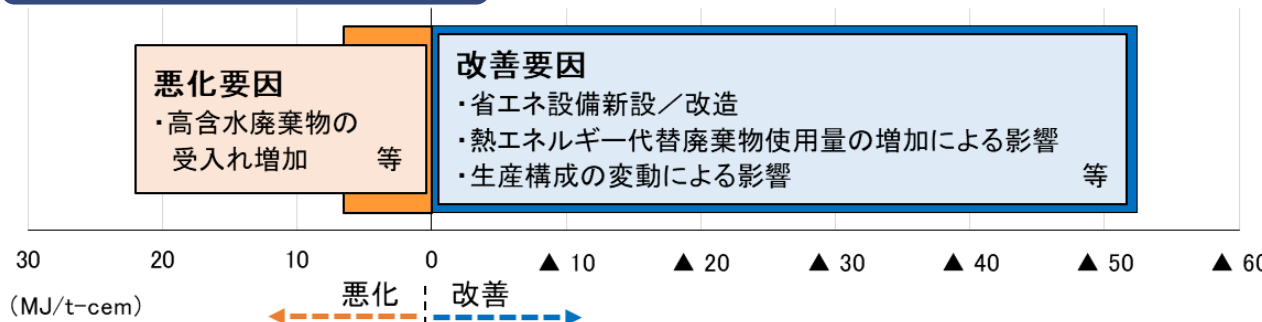 悪化要因
・高含水廃棄物の
受入れ増加 等
改善要因
・省エネ設備新設／改造
・熱エネルギー代替廃棄物使用量の増加による影響
・生産構成の変動による影響 等
30 20 10 0 ▲ 10 ▲ 20 ▲ 30 ▲ 40 ▲ 50 ▲ 60
(MJ/t-cem) 悪化 改善